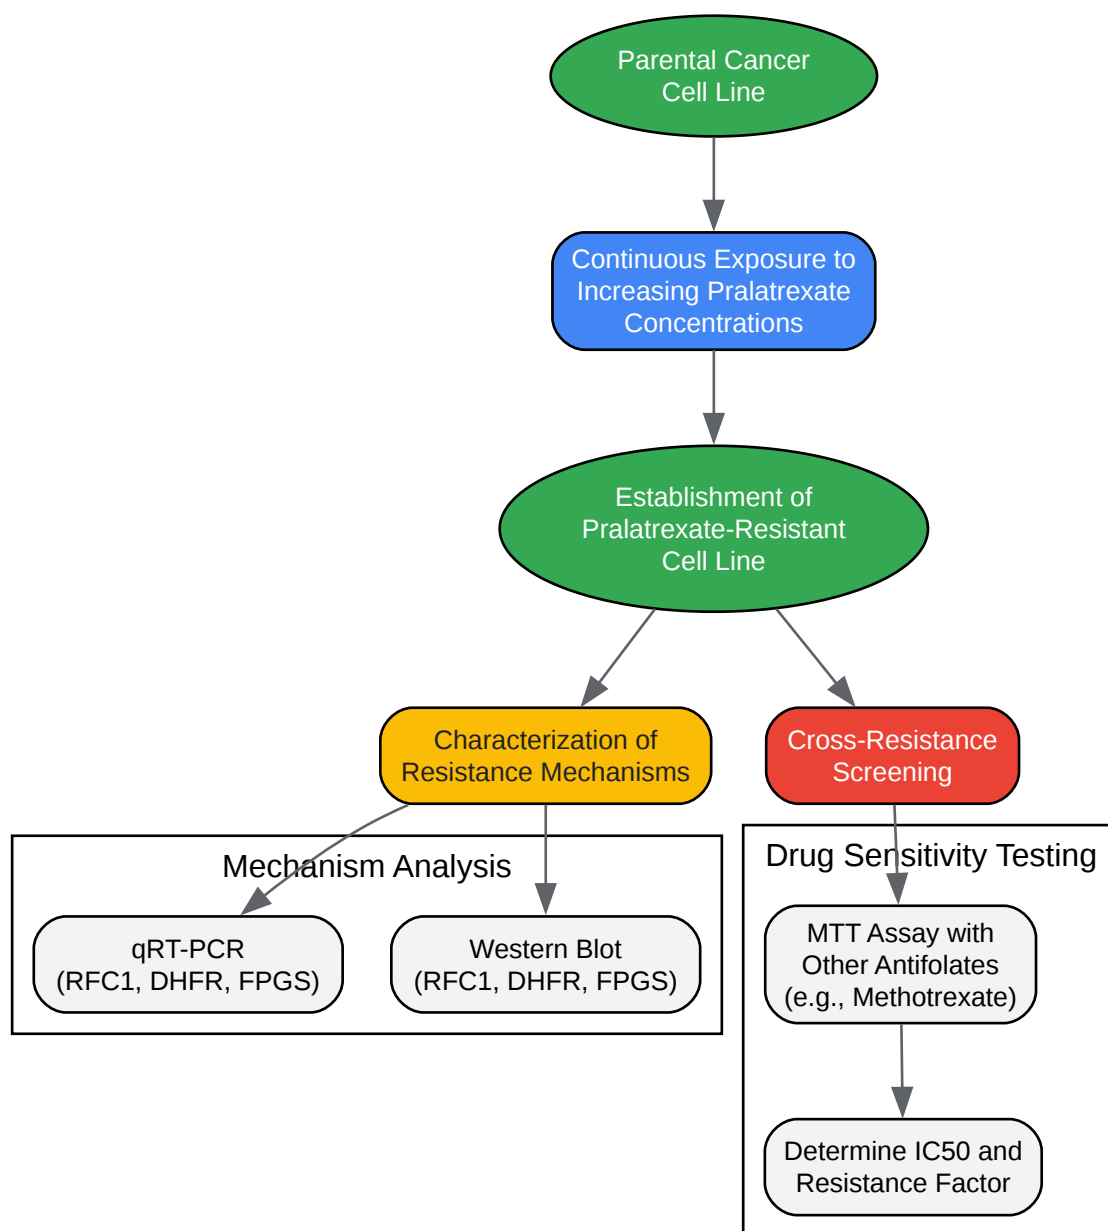 Parental Cancer
Cell Line
Continuous Exposure to
Increasing Pralatrexate
Concentrations
Establishment of
Pralatrexate-Resistant
Cell Line
Characterization of
Resistance Mechanisms
Cross-Resistance
Screening
Mechanism Analysis
qRT-PCR
(RFC1, DHFR, FPGS)
Western Blot
(RFC1, DHFR, FPGS)
Drug Sensitivity Testing
MTT Assay with
Other Antifolates
(e.g., Methotrexate)
Determine IC50 and
Resistance Factor